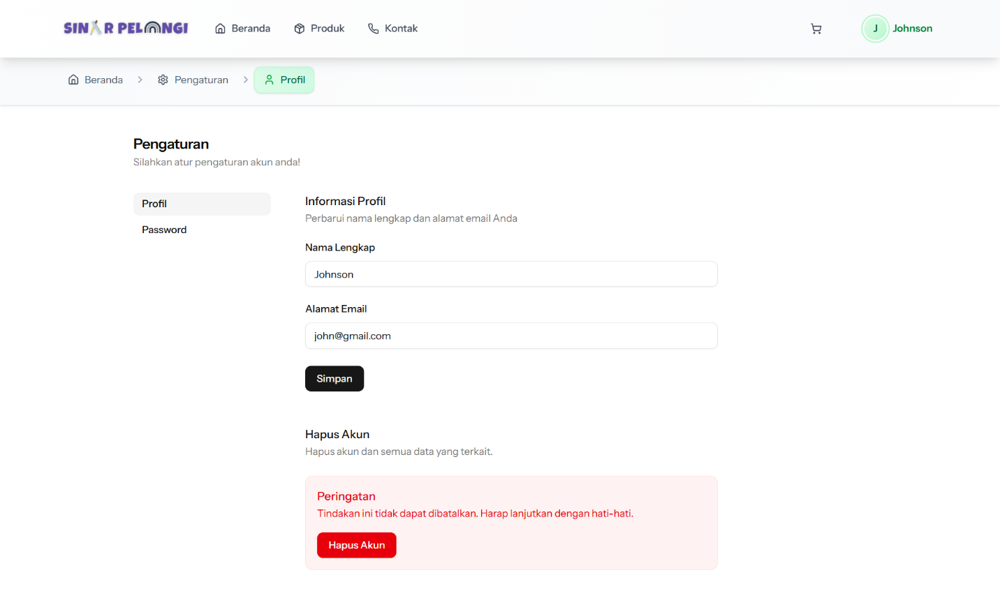 SINAR PELANGI Beranda Produk Kontak J Johnson
Beranda Pengaturan Profil
Pengaturan
Silahkan atur pengaturan akun anda!
Profil
Password
Informasi Profil
Perbarui nama lengkap dan alamat email Anda
Nama Lengkap
Johnson
Alamat Email
john@gmail.com
Simpan
Hapus Akun
Hapus akun dan semua data yang terkait.
Peringatan
Tindakan ini tidak dapat dibatalkan. Harap lanjutkan dengan hati-hati.
Hapus Akun